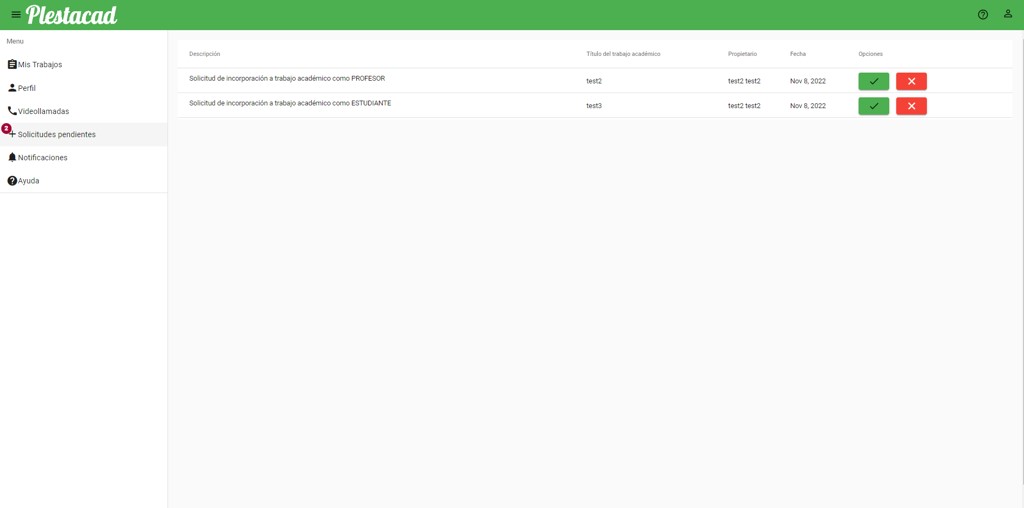 Plestacad
Menu
Mis Trabajos
Perfil
Videollamadas
2
Solicitudes pendientes
Notificaciones
Ayuda
Descripción Título del trabajo académico Propietario Fecha Opciones
Solicitud de incorporación a trabajo académico como PROFESOR test2 test2 test2 Nov 8, 2022
Solicitud de incorporación a trabajo académico como ESTUDIANTE test3 test2 test2 Nov 8, 2022